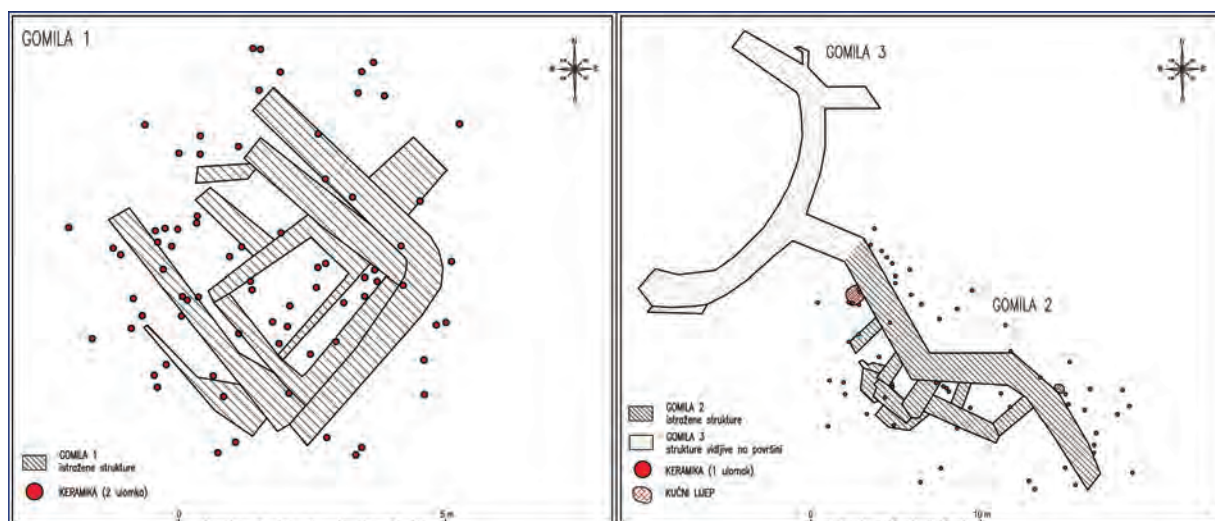 GOMILA 1
GOMILA 1
istražene strukture
KERAMIKA (2 ulomka)
0 5 m
GOMILA 3
GOMILA 2
GOMILA 2
istražene strukture
GOMILA 3
strukture vidljive na površini
KERAMIKA (1 ulomak)
KUĆNI LIJEP
0 10 m